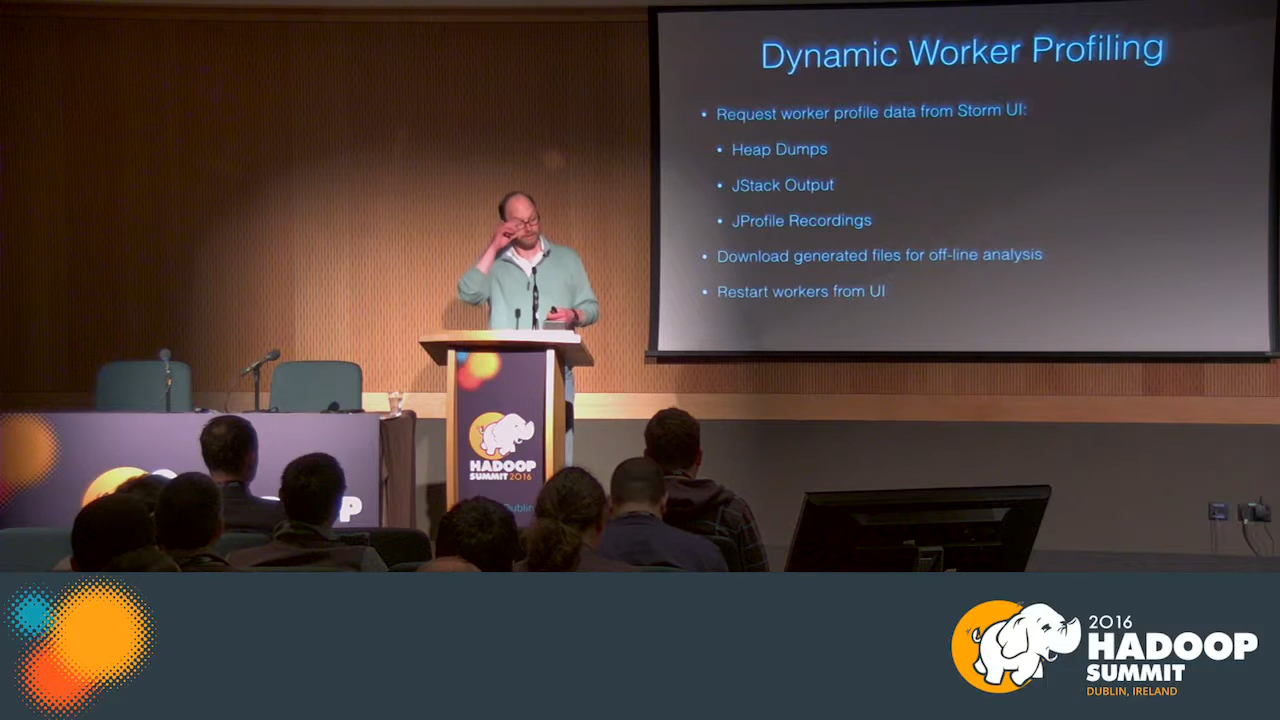 Dynamic Worker Profiling
• Request worker profile data from Storm UI:
• Heap Dumps
• JStack Output
• JProfile Recordings
• Download generated files for off-line analysis
• Restart workers from UI
HADOOP
SUMMIT 2016
Dublin
P
2016
HADOOP
SUMMIT
DUBLIN, IRELAND